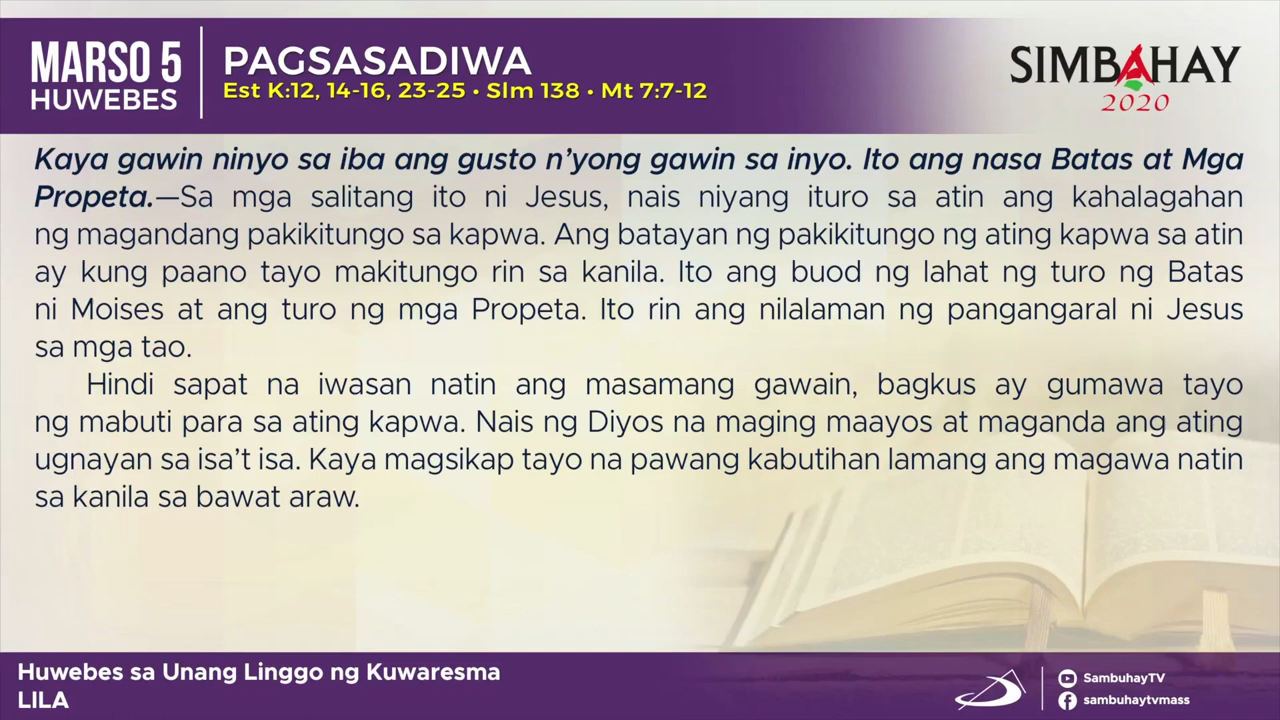 MARSO 5
HUWEBES
PAGSASADIWA
Est K:12, 14-16, 23-25 • Slm 138 • Mt 7:7-12
SIMBAHAY
2020
Kaya gawin ninyo sa iba ang gusto n’yong gawin sa inyo. Ito ang nasa Batas at Mga
Propeta.—Sa mga salitang ito ni Jesus, nais niyang ituro sa atin ang kahalagahan
ng magandang pakikitungo sa kapwa. Ang batayan ng pakikitungo ng ating kapwa sa atin
ay kung paano tayo makitungo rin sa kanila. Ito ang buod ng lahat ng turo ng Batas
ni Moises at ang turo ng mga Propeta. Ito rin ang nilalaman ng pangangaral ni Jesus
sa mga tao.
Hindi sapat na iwasan natin ang masamang gawain, bagkus ay gumawa tayo
ng mabuti para sa ating kapwa. Nais ng Diyos na maging maayos at maganda ang ating
ugnayan sa isa’t isa. Kaya magsikap tayo na pawang kabutihan lamang ang magawa natin
sa kanila sa bawat araw.
Huwebes sa Unang Linggo ng Kuwaresma
LILA
SambuhayTV
sambuhaytvmass